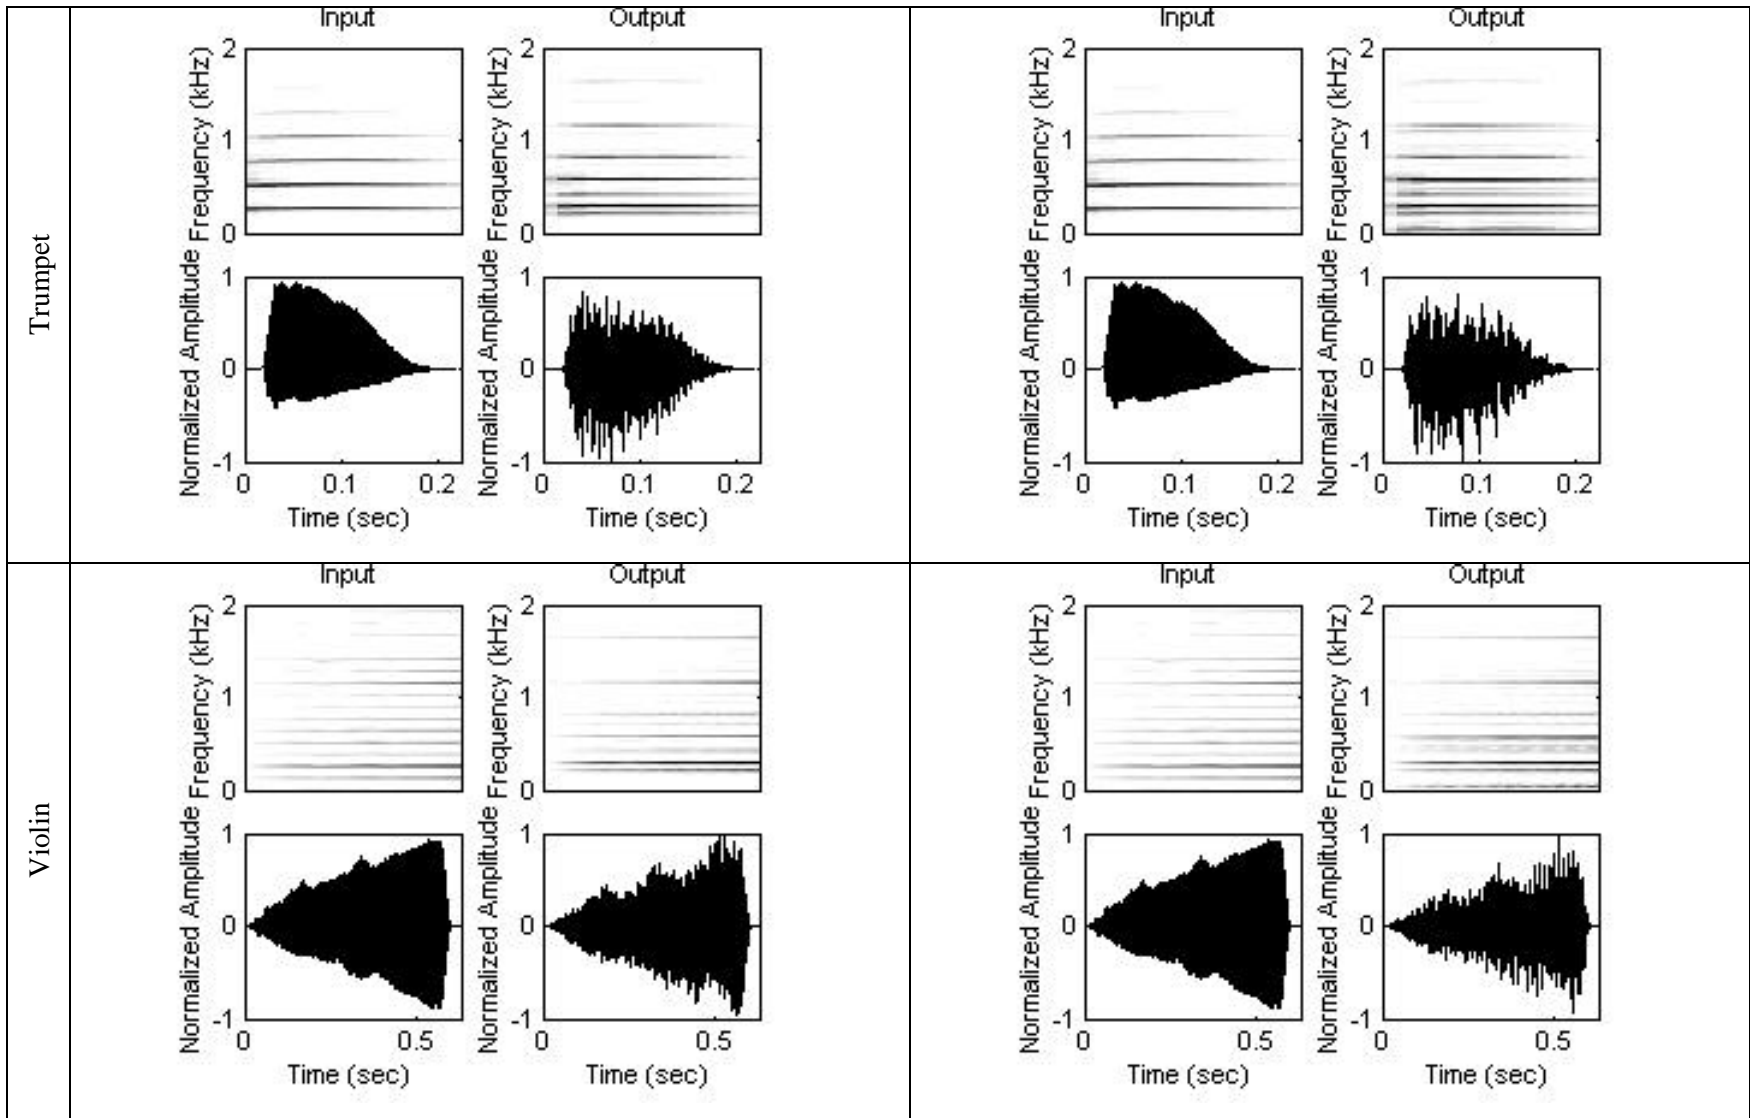 Trumpet
Input Output
Frequency (kHz) Frequency (kHz)
2 2
1 1
0 0
Normalized Amplitude Normalized Amplitude
1 1
0 0
-1 -1
0 0.1 0.2 0 0.1 0.2
Time (sec) Time (sec)
Input Output
Frequency (kHz) Frequency (kHz)
2 2
1 1
0 0
Normalized Amplitude Normalized Amplitude
1 1
0 0
-1 -1
0 0.1 0.2 0 0.1 0.2
Time (sec) Time (sec)
Violin
Input Output
Frequency (kHz) Frequency (kHz)
2 2
1 1
0 0
Normalized Amplitude Normalized Amplitude
1 1
0 0
-1 -1
0 0.5 0 0.5
Time (sec) Time (sec)
Input Output
Frequency (kHz) Frequency (kHz)
2 2
1 1
0 0
Normalized Amplitude Normalized Amplitude
1 1
0 0
-1 -1
0 0.5 0 0.5
Time (sec) Time (sec)